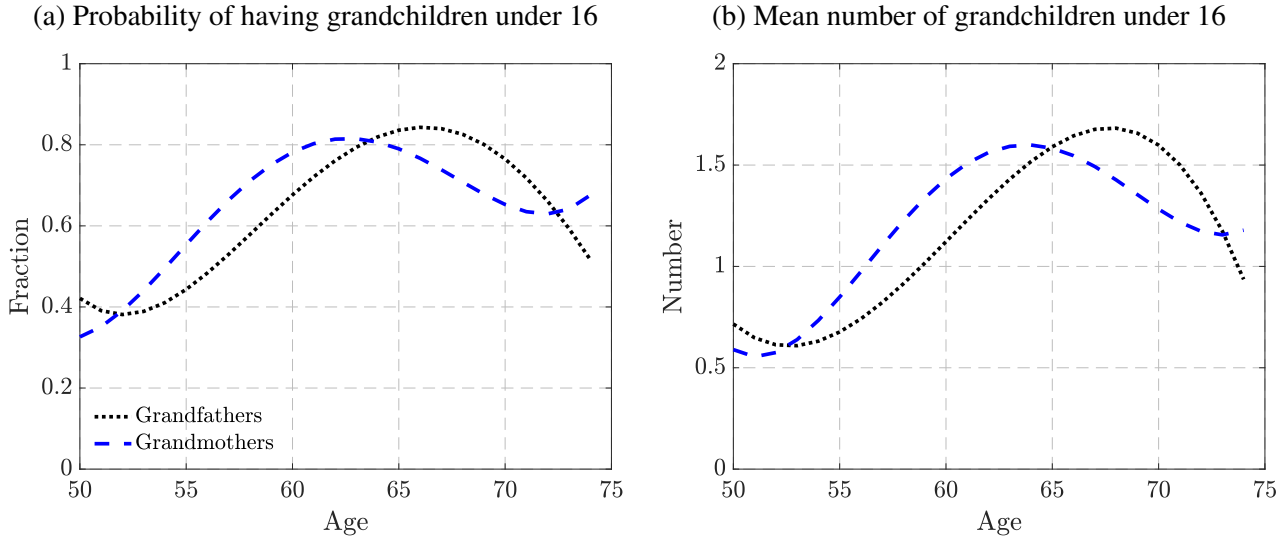 (a) Probability of having grandchildren under 16
1
0.8
0.6
0.4
0.2
0
Fraction
Grandfathers
Grandmothers
50 55 60 65 70 75
Age
(b) Mean number of grandchildren under 16
2
1.5
1
0.5
0
Number
50 55 60 65 70 75
Age